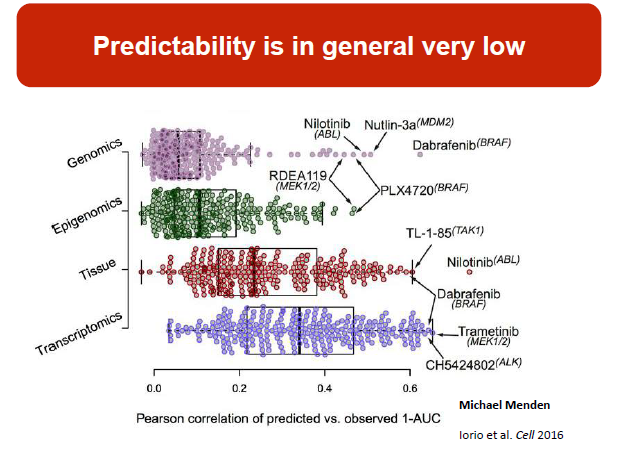 Predictability is in general very low
Genomics
Epigenomics
Tissue
Transcriptomics
Nilotinib
(ABL)
Nutlin-3a(MDM2)
Dabrafenib(BRAF)
RDEA119
(MEK1/2)
PLX4720(BRAF)
TL-1-85(TAK1)
Nilotinib(ABL)
Dabrafenib
(BRAF)
Trametinib
(MEK1/2)
CH5424802(ALK)
0.0 0.2 0.4 0.6
Pearson correlation of predicted vs. observed 1-AUC
Michael Menden
Iorio et al. Cell 2016